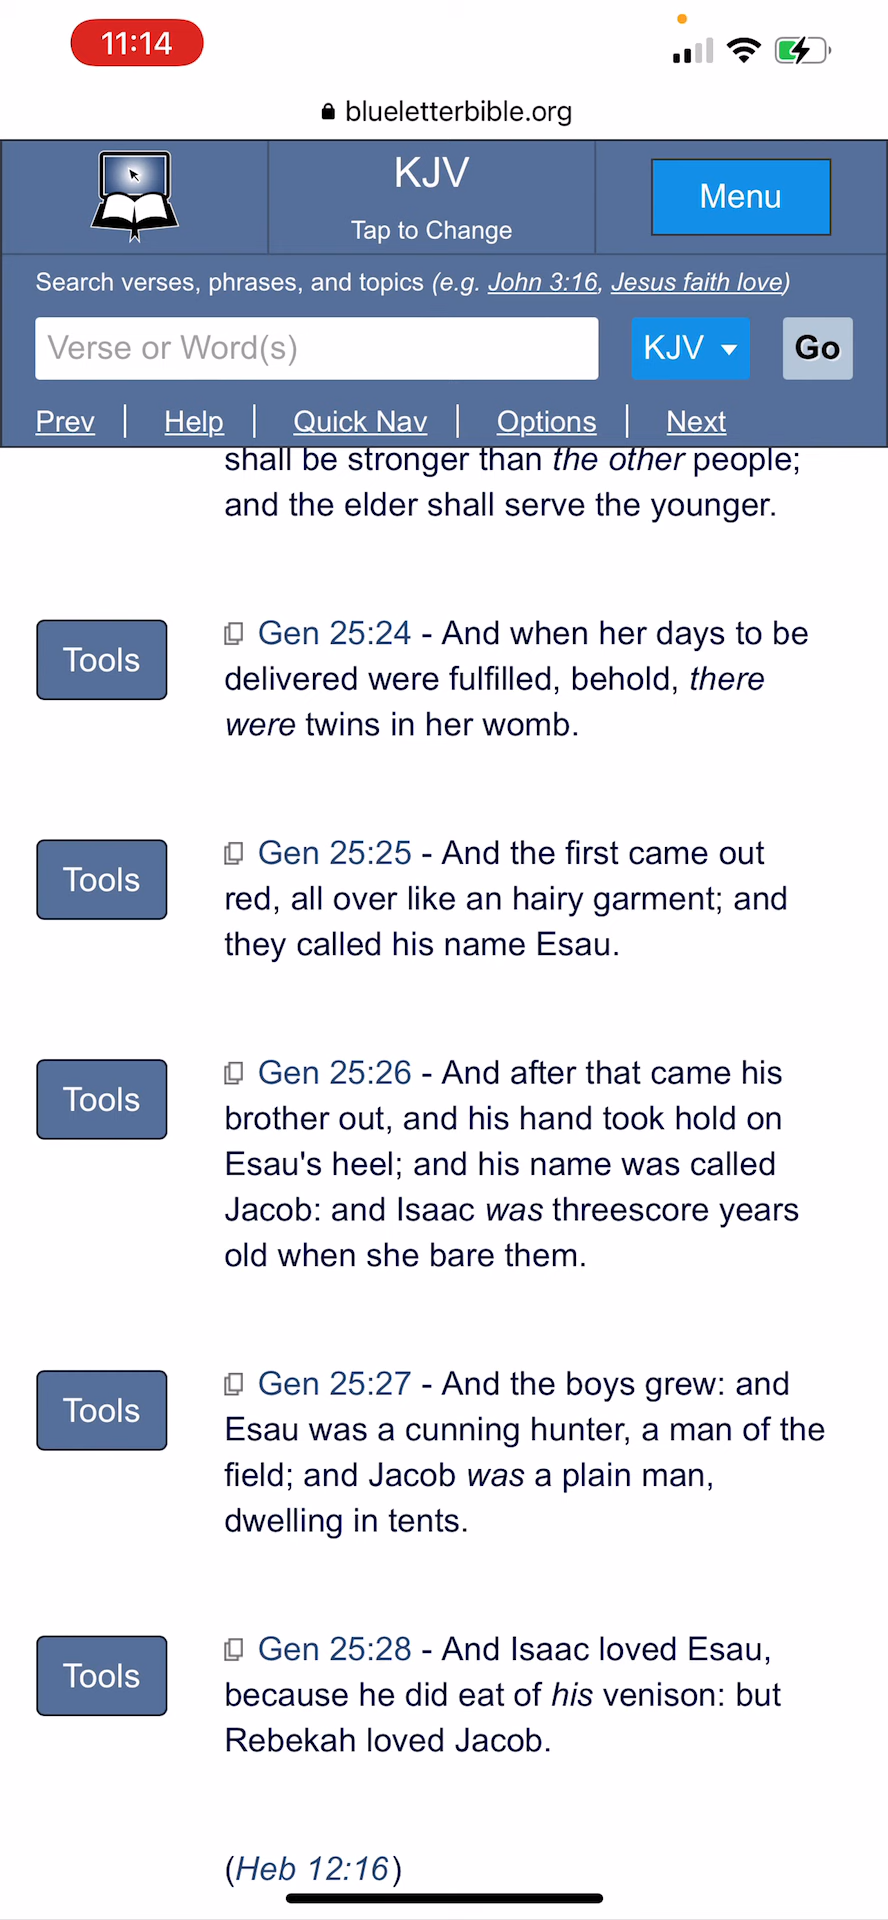 11:14
blueletterbible.org
KJV
Tap to Change
Menu
Search verses, phrases, and topics (e.g. John 3:16, Jesus faith love)
Verse or Word(s)
KJV
Go
Prev | Help | Quick Nav | Options | Next
shall be stronger than the other people;
and the elder shall serve the younger.
Tools
Gen 25:24 - And when her days to be
delivered were fulfilled, behold, there
were twins in her womb.
Tools
Gen 25:25 - And the first came out
red, all over like an hairy garment; and
they called his name Esau.
Tools
Gen 25:26 - And after that came his
brother out, and his hand took hold on
Esau's heel; and his name was called
Jacob: and Isaac was threescore years
old when she bare them.
Tools
Gen 25:27 - And the boys grew: and
Esau was a cunning hunter, a man of the
field; and Jacob was a plain man,
dwelling in tents.
Tools
Gen 25:28 - And Isaac loved Esau,
because he did eat of his venison: but
Rebekah loved Jacob.
(Heb 12:16)